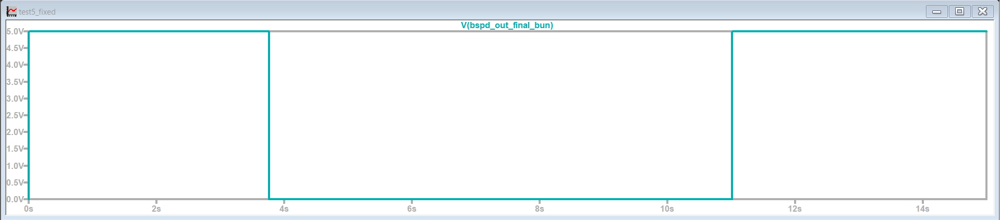 test5_fixed
V(bspd_out_final_bun)
5.0V
4.5V
4.0V
3.5V
3.0V
2.5V
2.0V
1.5V
1.0V
0.5V
0.0V
0s 2s 4s 6s 8s 10s 12s 14s